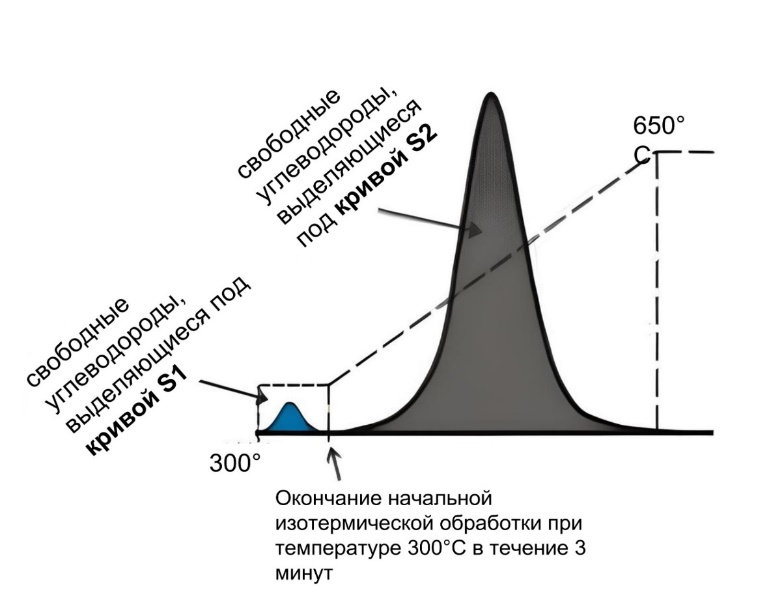 свободные
углеводороды,
выделяющиеся
под кривой S2
650°
C
свободные
углеводороды,
выделяющиеся под
кривой S1
300°
Окончание начальной
изотермической обработки при
температуре 300°C в течение 3
минут